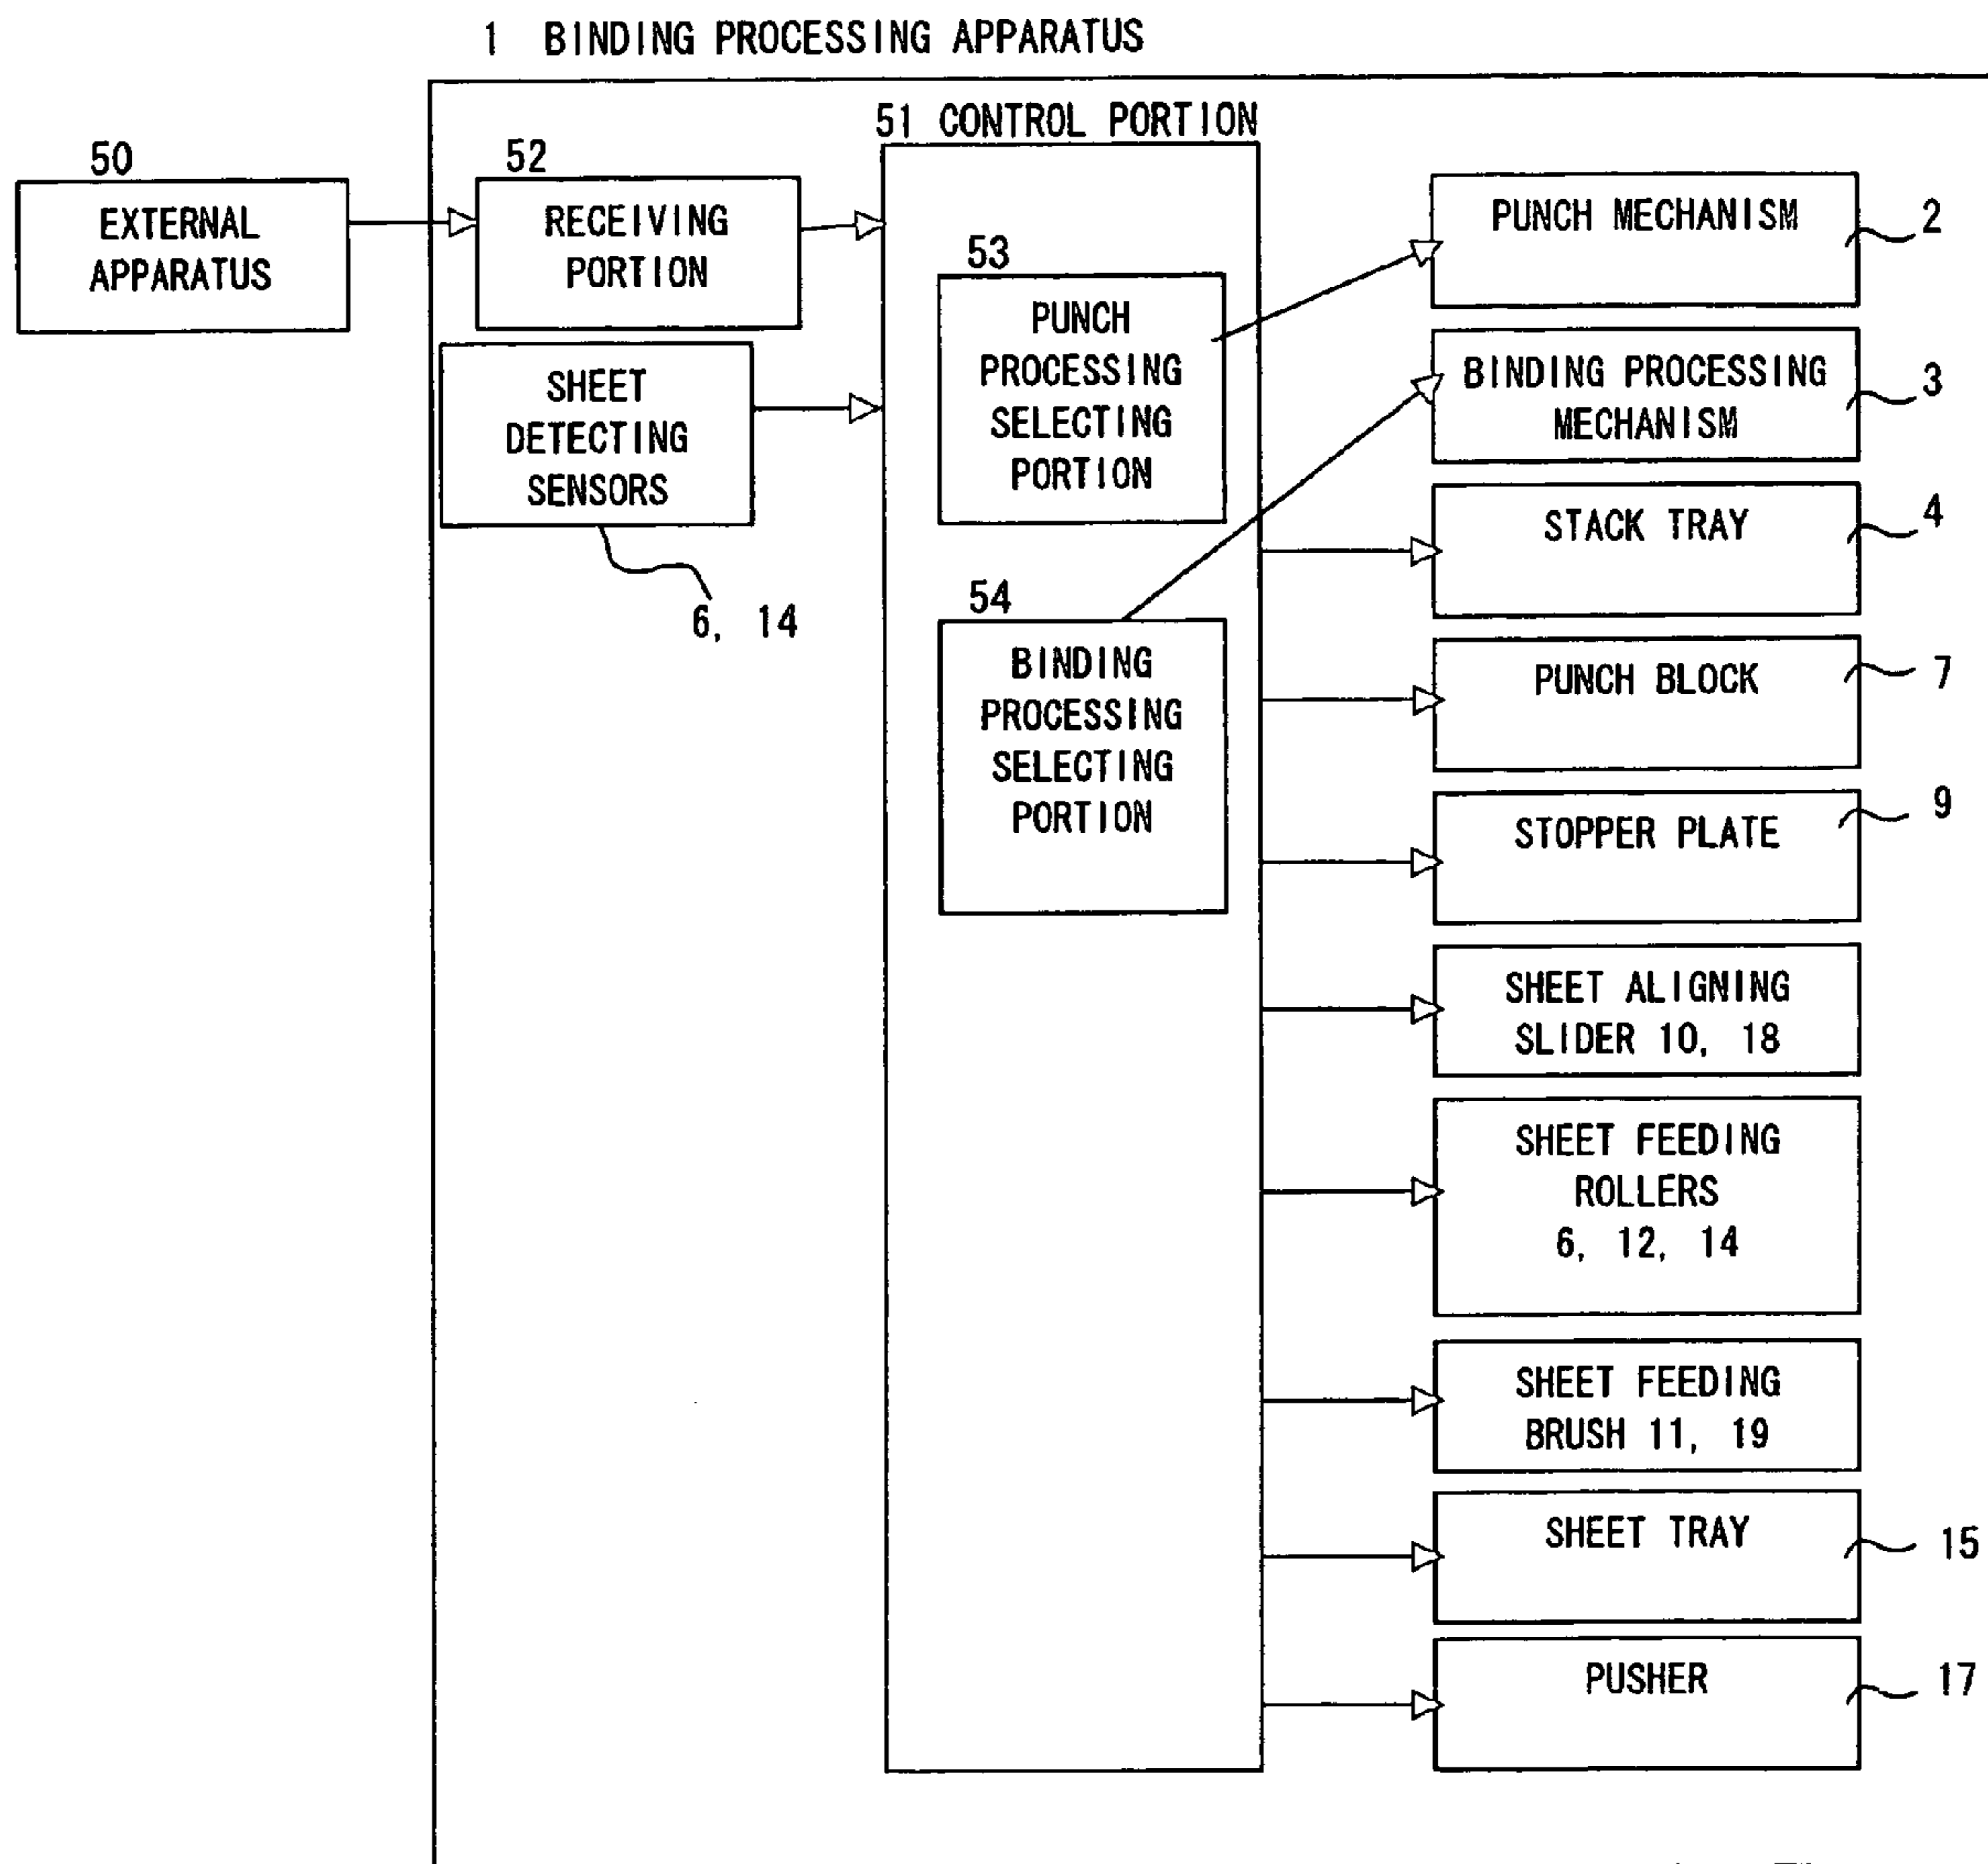 1 BINDING PROCESSING APPARATUS
51 CONTROL PORTION
50
EXTERNAL
APPARATUS
52
RECEIVING
PORTION
SHEET
DETECTING
SENSORS
6, 14
53
PUNCH
PROCESSING
SELECTING
PORTION
54
BINDING
PROCESSING
SELECTING
PORTION
PUNCH MECHANISM
2
BINDING PROCESSING
MECHANISM
3
STACK TRAY
4
PUNCH BLOCK
7
STOPPER PLATE
9
SHEET ALIGNING
SLIDER 10, 18
SHEET FEEDING
ROLLERS
6, 12, 14
SHEET FEEDING
BRUSH 11, 19
SHEET TRAY
15
PUSHER
17